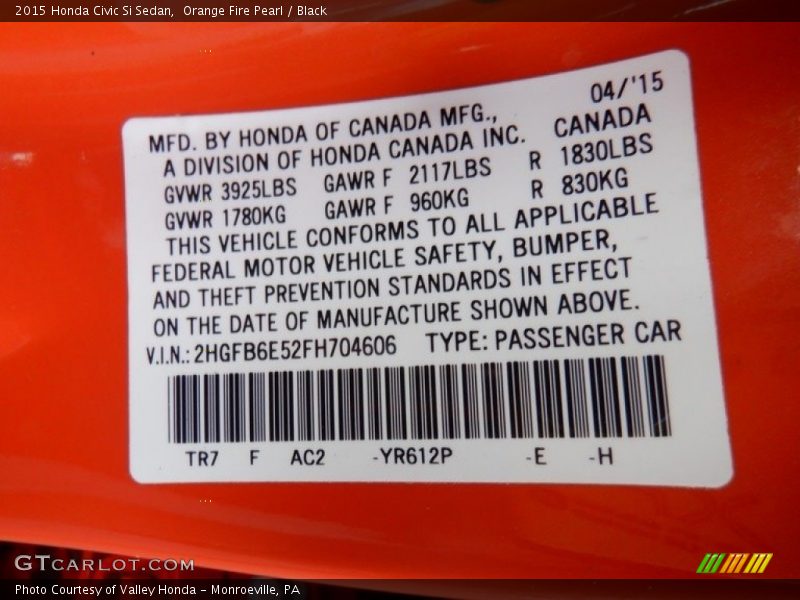 2015 Honda Civic Si Sedan,  Orange Fire Pearl / Black
04/'15
MFD. BY HONDA OF CANADA MFG.,
A DIVISION OF HONDA CANADA INC. CANADA
GVWR 3925LBS GAWR F 2117LBS R 1830LBS
GVWR 1780KG GAWR F 960KG R 830KG
THIS VEHICLE CONFORMS TO ALL APPLICABLE
FEDERAL MOTOR VEHICLE SAFETY, BUMPER,
AND THEFT PREVENTION STANDARDS IN EFFECT
ON THE DATE OF MANUFACTURE SHOWN ABOVE.
V.I.N.: 2HGFB6E52FH704606 TYPE: PASSENGER CAR
TR7 F AC2 -YR612P -E -H
GTCARLOT.COM
Photo Courtesy of Valley Honda - Monroeville, PA